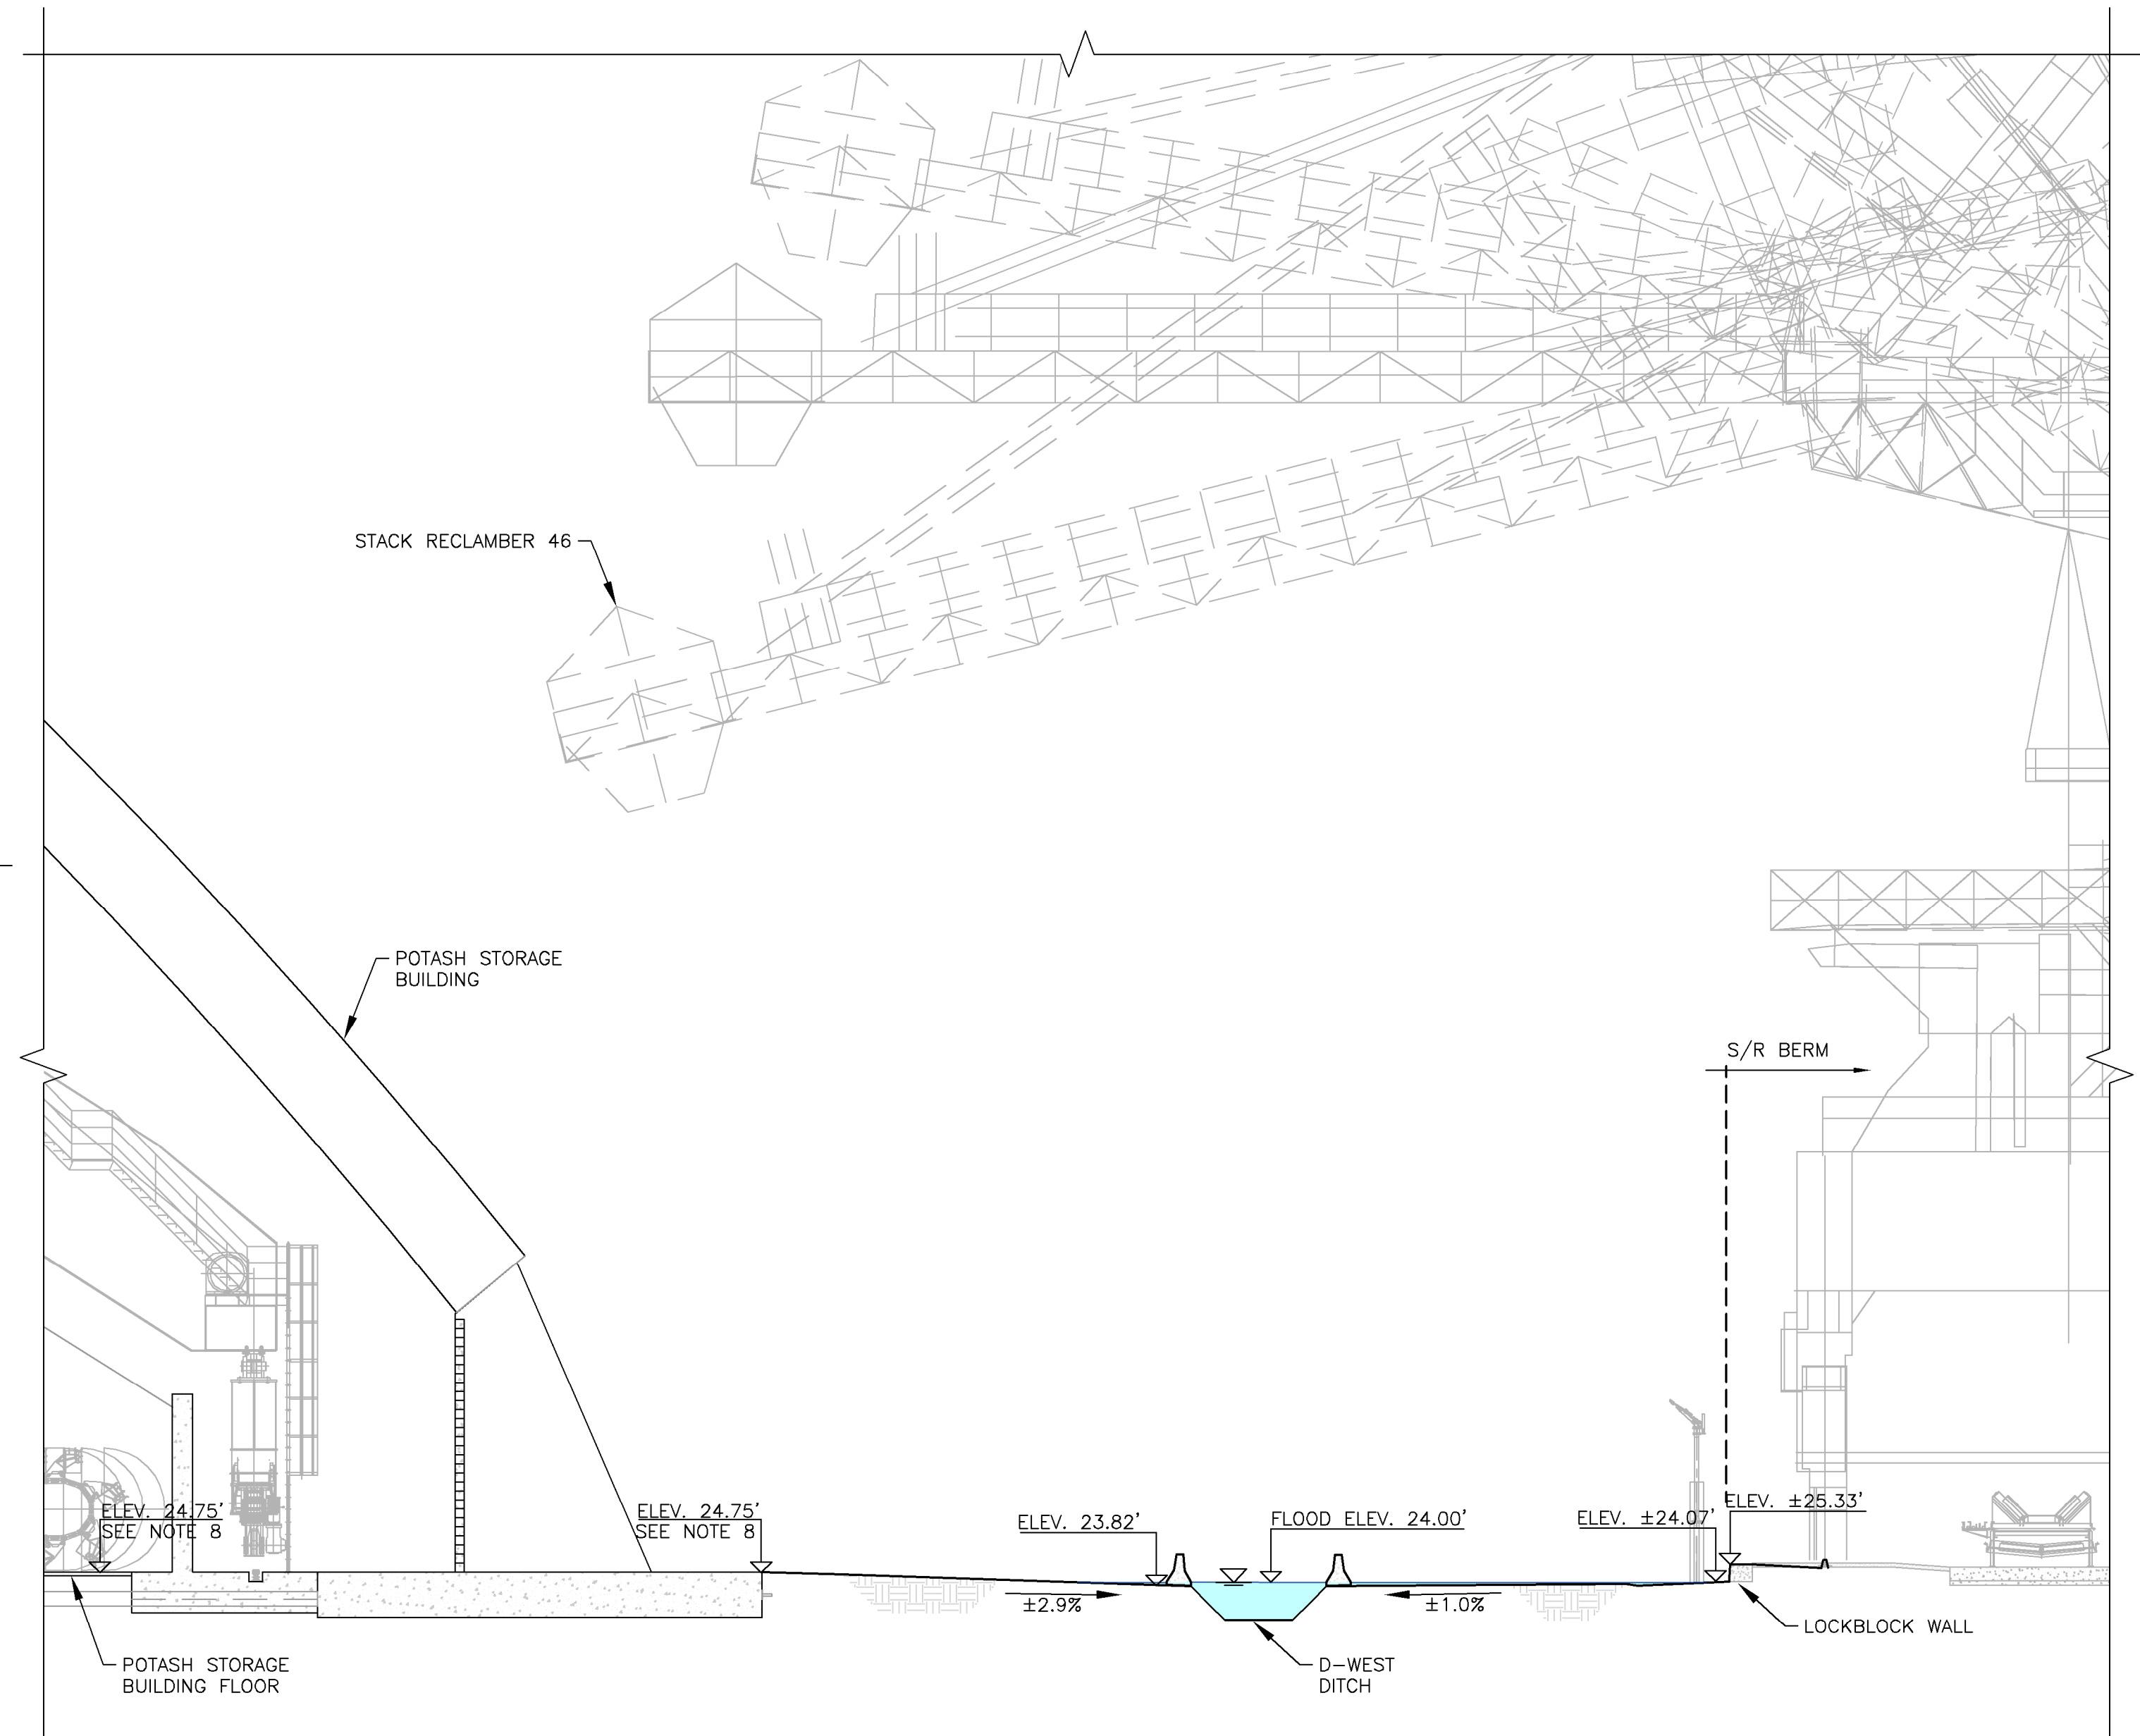 STACK RECLAMBER 46
POTASH STORAGE
BUILDING
S/R BERM
ELEV. 24.75'
SEE NOTE 8
ELEV. 24.75'
SEE NOTE 8
ELEV. 23.82'
FLOOD ELEV. 24.00'
ELEV. ±24.07'
ELEV. ±25.33'
±2.9%
±1.0%
LOCKBLOCK WALL
POTASH STORAGE
BUILDING FLOOR
D-WEST
DITCH